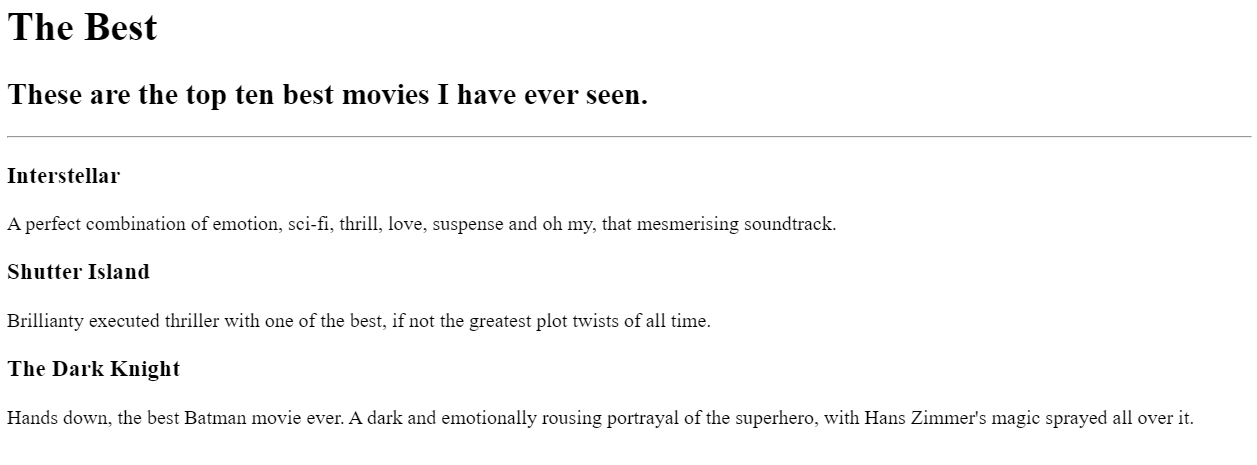 The Best
These are the top ten best movies I have ever seen.
Interstellar
A perfect combination of emotion, sci-fi, thrill, love, suspense and oh my, that mesmerising soundtrack.
Shutter Island
Brillianty executed thriller with one of the best, if not the greatest plot twists of all time.
The Dark Knight
Hands down, the best Batman movie ever. A dark and emotionally rousing portrayal of the superhero, with Hans Zimmer's magic sprayed all over it.